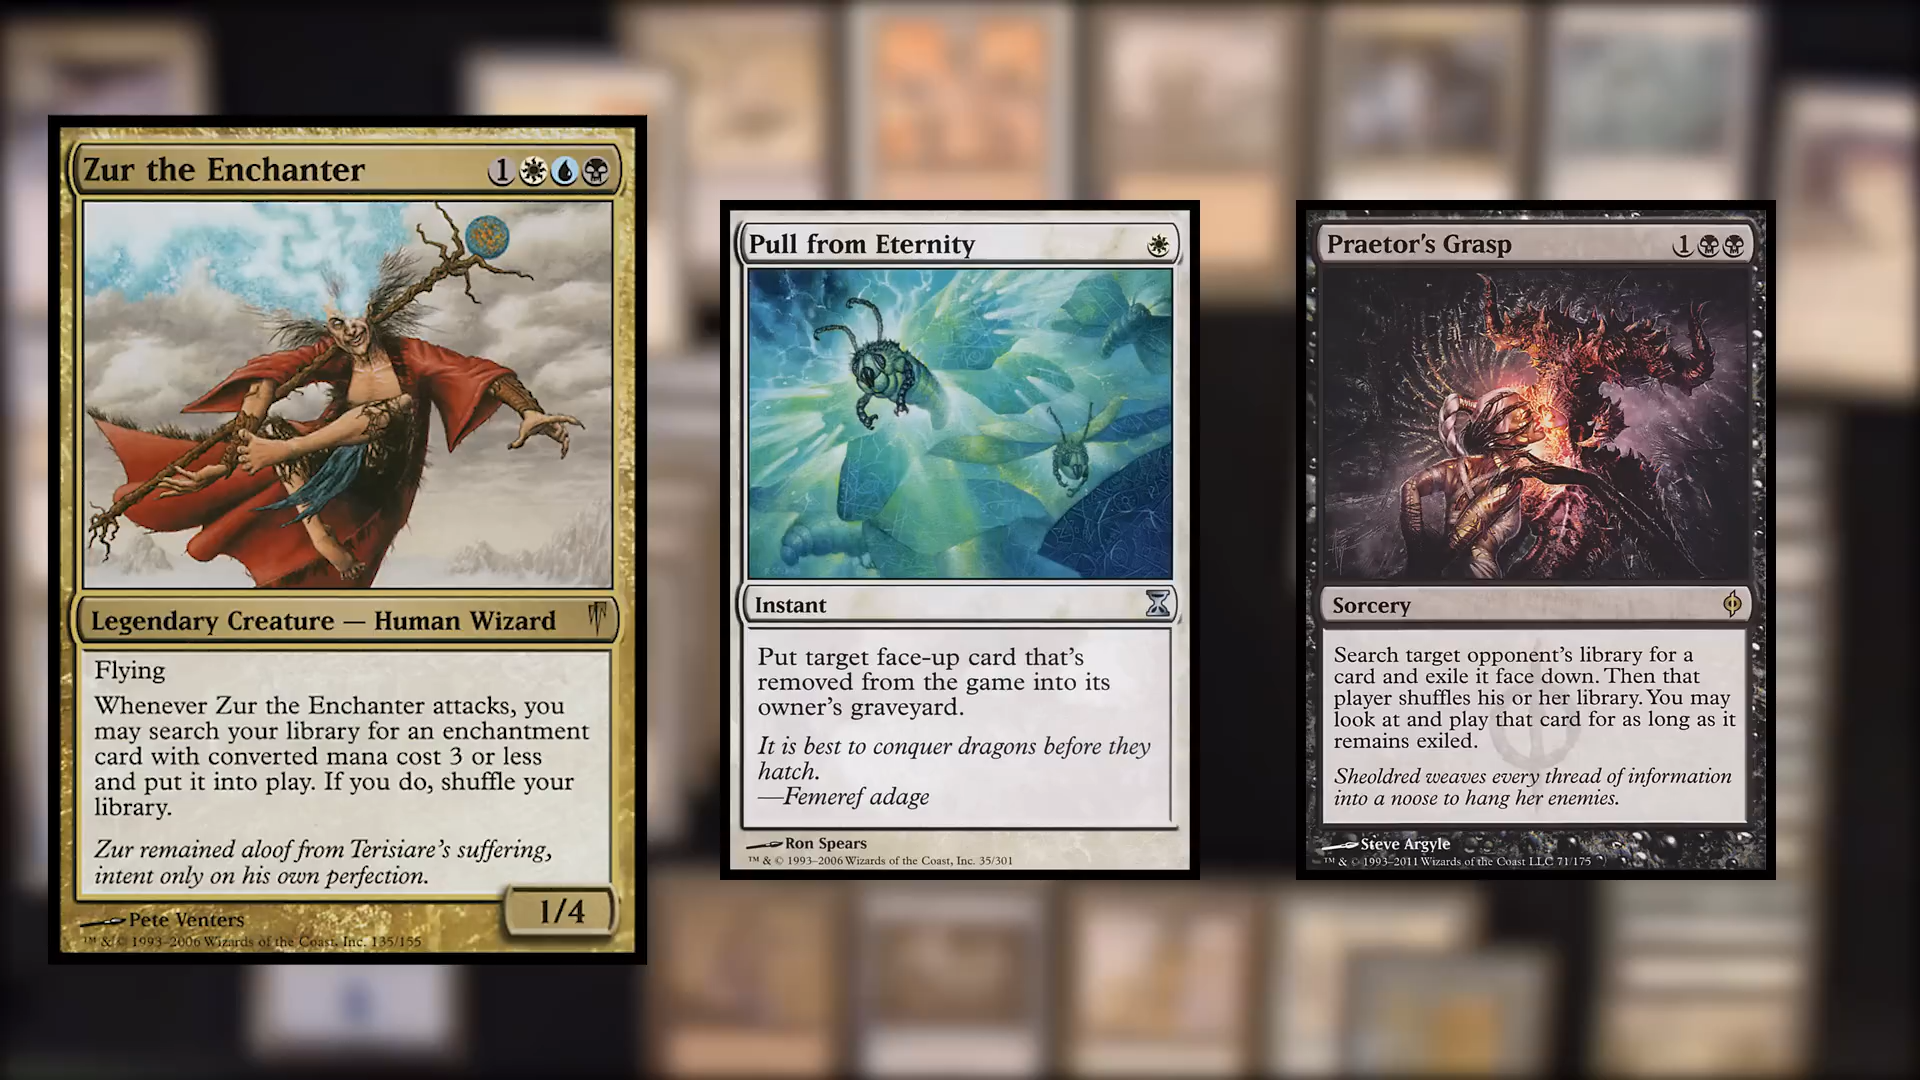 Zur the Enchanter 1
Legendary Creature — Human Wizard
Flying
Whenever Zur the Enchanter attacks, you
may search your library for an enchantment
card with converted mana cost 3 or less
and put it into play. If you do, shuffle your
library.
Zur remained aloof from Terisiare's suffering,
intent only on his own perfection.
1/4
Pete Venters
™ & © 1993–2006 Wizards of the Coast, Inc. 135/155
Pull from Eternity
Instant
Put target face-up card that's
removed from the game into its
owner's graveyard.
It is best to conquer dragons before they
hatch.
—Femeref adage
Ron Spears
™ & © 1993–2006 Wizards of the Coast, Inc. 35/301
Praetor's Grasp 1
Sorcery
Search target opponent's library for a
card and exile it face down. Then that
player shuffles his or her library. You may
look at and play that card for as long as it
remains exiled.
Sheoldred weaves every thread of information
into a noose to hang her enemies.
Steve Argyle
™ & © 1993–2011 Wizards of the Coast LLC 71/175